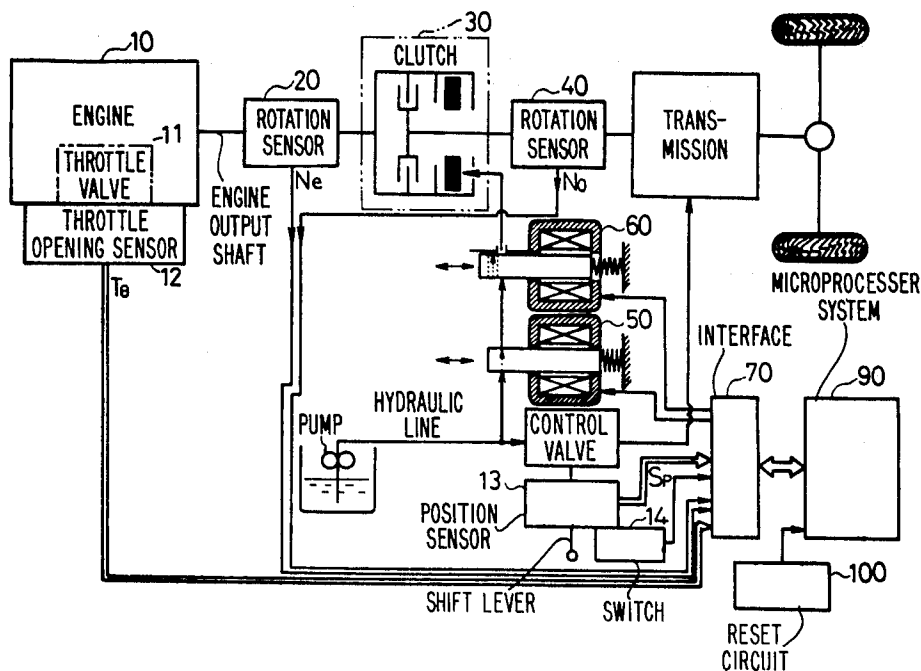 10
ENGINE
11
THROTTLE
VALVE
THROTTLE
OPENING SENSOR
12
Tθ
20
ROTATION
SENSOR
Ne
ENGINE
OUTPUT
SHAFT
30
CLUTCH
40
ROTATION
SENSOR
No
TRANS-
MISSION
60
50
MICROPROCESSER
SYSTEM
INTERFACE
70
90
HYDRAULIC
LINE
PUMP
CONTROL
VALVE
13
POSITION
SENSOR
Sp
14
SHIFT LEVER
SWITCH
100
RESET
CIRCUIT